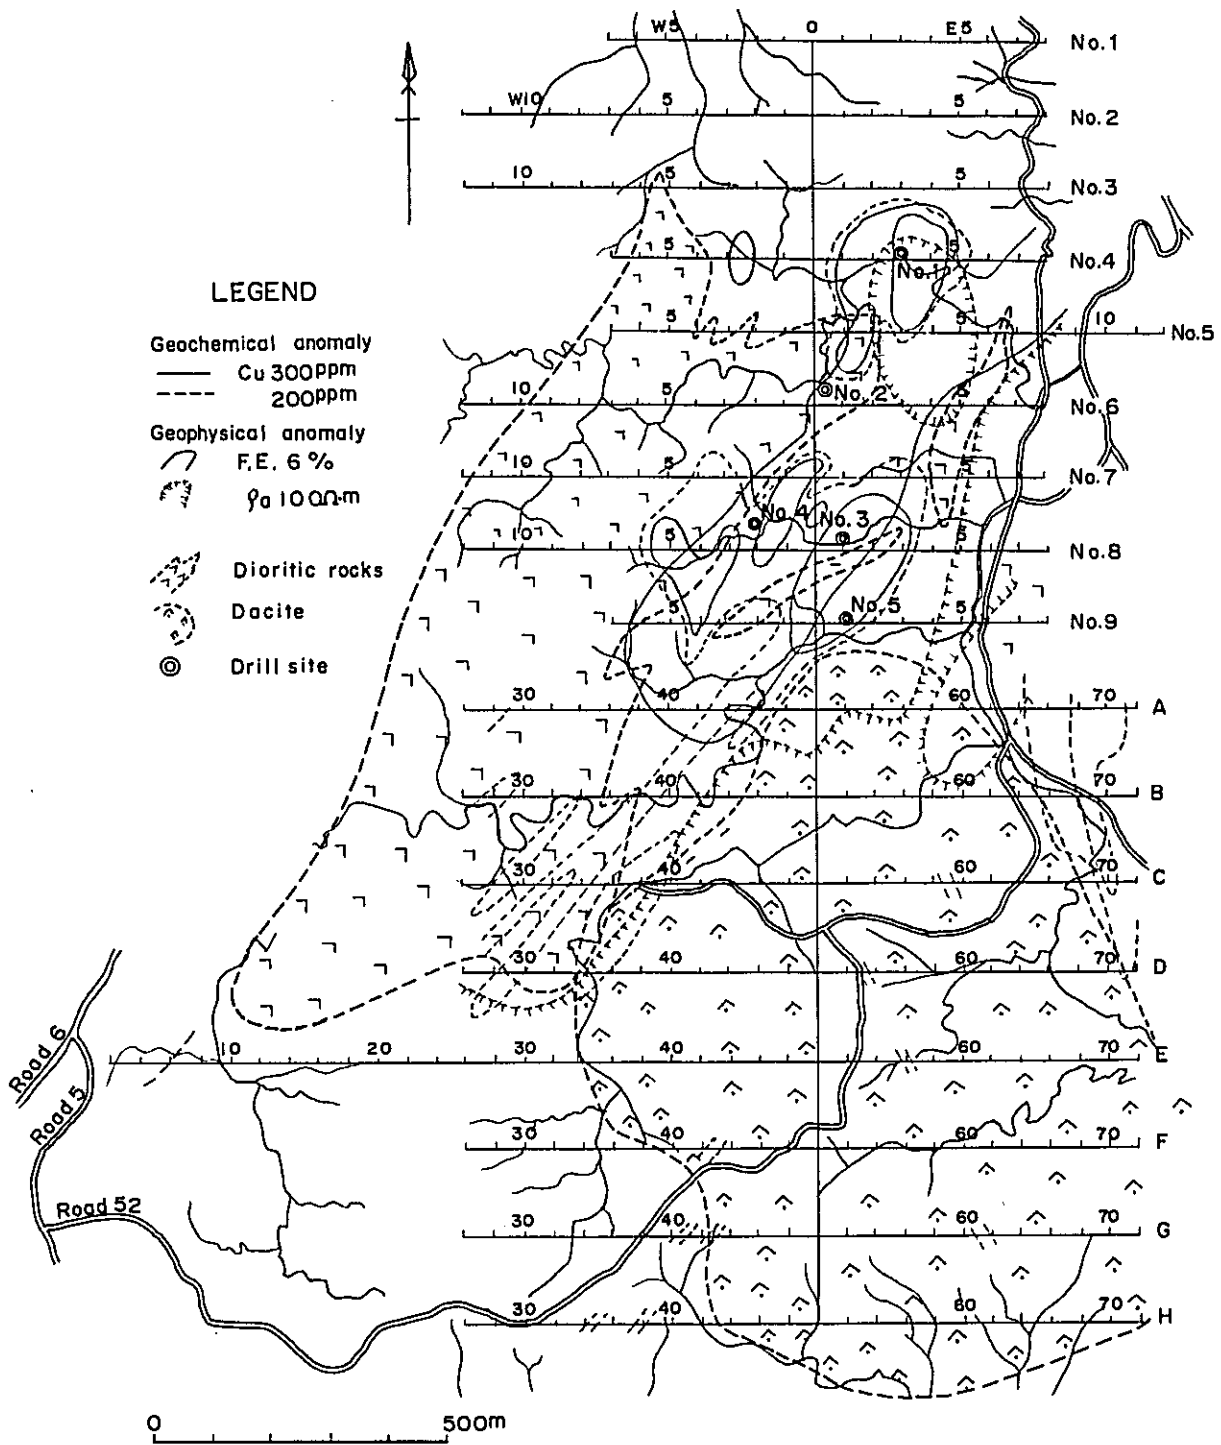 W5 0 E5 No.1
W10 5 5 No.2
10 5 5 No.3
5 5 No.4
No.1
5 5 10 No.5
No.2
10 5 5 No.6
10 5 No.7
No.4 No.3
10 5 5 No.8
No.5
5 5 No.9
30 40 60 70 A
30 40 60 70 B
30 40 60 70 C
30 40 60 70 D
10 20 30 40 60 70 E
30 40 60 70 F
30 40 60 70 G
30 40 60 70 H
LEGEND
Geochemical anomaly
Cu 300ppm
200ppm
Geophysical anomaly
F.E. 6%
ρa 100Ω·m
Dioritic rocks
Dacite
Drill site
Road 6
Road 5
Road 52
0 500m